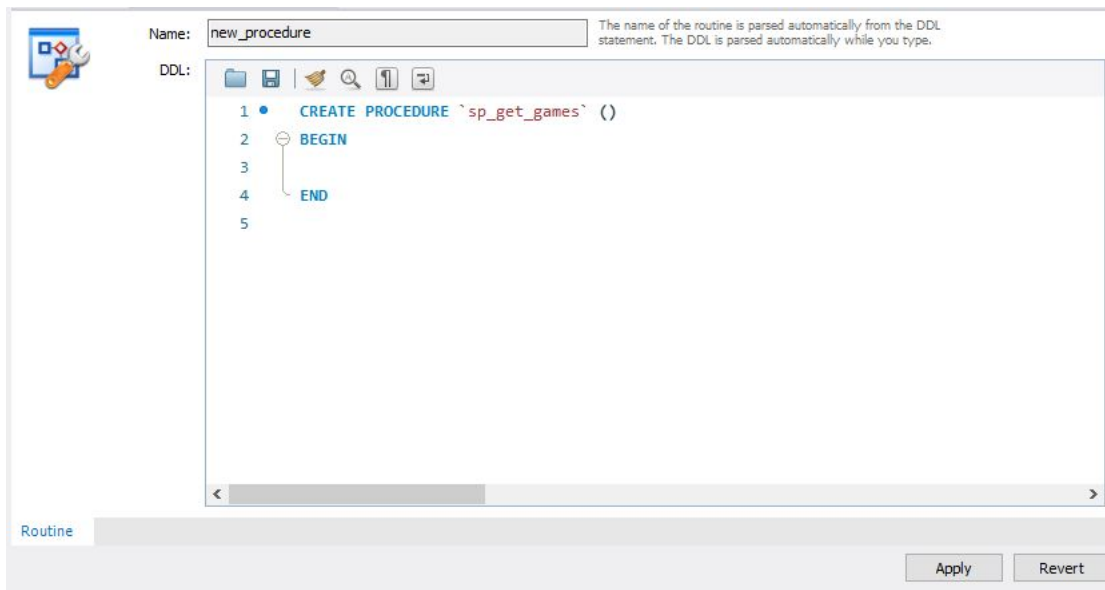 Name: new_procedure The name of the routine is parsed automatically from the DDL
statement. The DDL is parsed automatically while you type.
DDL:
1 CREATE PROCEDURE `sp_get_games` ()
2 BEGIN
3
4 END
5
Routine
Apply Revert